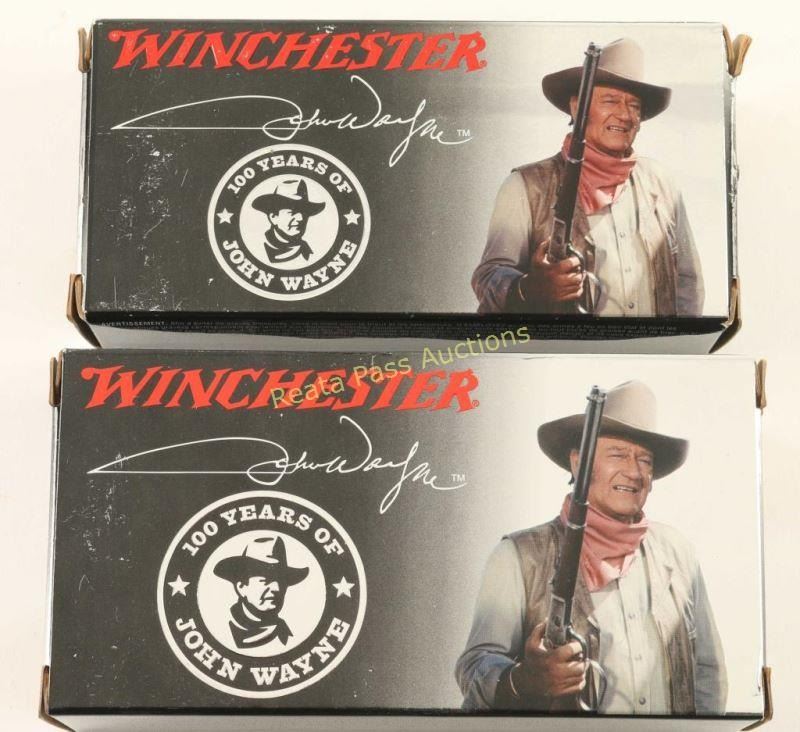 WINCHESTER®
John Wayne™
100 YEARS OF
JOHN WAYNE
AVERTISSEMENT:
Reata Pass Auctions
WINCHESTER®
John Wayne™
100 YEARS OF
JOHN WAYNE